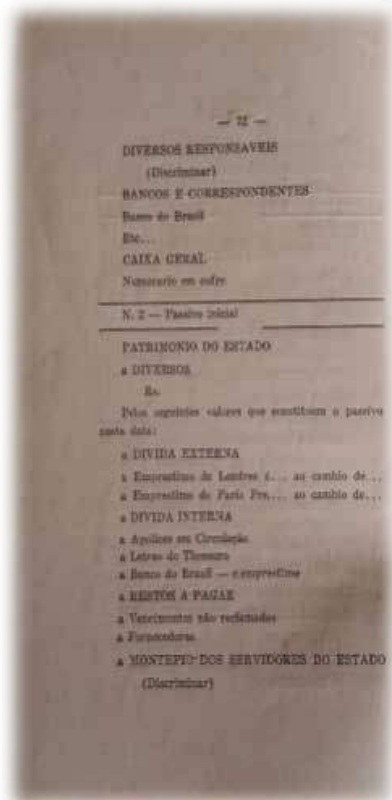 — 72 —
DIVERSOS RESPONSAVEIS
(Discriminar)
BANCOS E CORRESPONDENTES
Banco do Brasil
Etc...
CAIXA GERAL
Numerario em cofre
N. 2 — Passivo inicial
PATRIMONIO DO ESTADO
a DIVERSOS
Rs.
Pelos seguintes valores que constituem o passivo
nesta data:
a DIVIDA EXTERNA
a Emprestimo de Londres £... ao cambio de...
a Emprestimo de Paris Frs.... ao cambio de...
a DIVIDA INTERNA
a Apolices em Circulação
a Letras do Thesouro
a Banco do Brasil — c/emprestimo
a RESTOS A PAGAR
a Vencimentos não reclamados
a Fornecedores
a MONTEPIO DOS SERVIDORES DO ESTADO
(Discriminar)